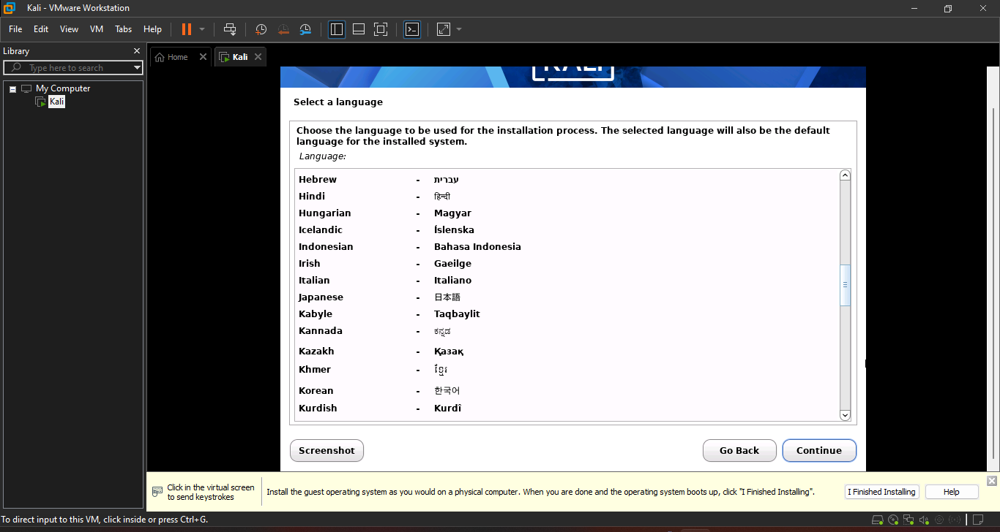 Kali - VMware Workstation
File Edit View VM Tabs Help
Library
Type here to search
My Computer
Kali
Home
Kali
KALI
Select a language
Choose the language to be used for the installation process. The selected language will also be the default
language for the installed system.
Language:
Hebrew - עברית
Hindi - हिन्दी
Hungarian - Magyar
Icelandic - Íslenska
Indonesian - Bahasa Indonesia
Irish - Gaeilge
Italian - Italiano
Japanese - 日本語
Kabyle - Taqbaylit
Kannada - ಕನ್ನಡ
Kazakh - Қазақ
Khmer - ខ្មែរ
Korean - 한국어
Kurdish - Kurdî
Screenshot Go Back Continue
Click in the virtual screen
to send keystrokes
Install the guest operating system as you would on a physical computer. When you are done and the operating system boots up, click "I Finished Installing".
I Finished Installing Help
To direct input to this VM, click inside or press Ctrl+G.